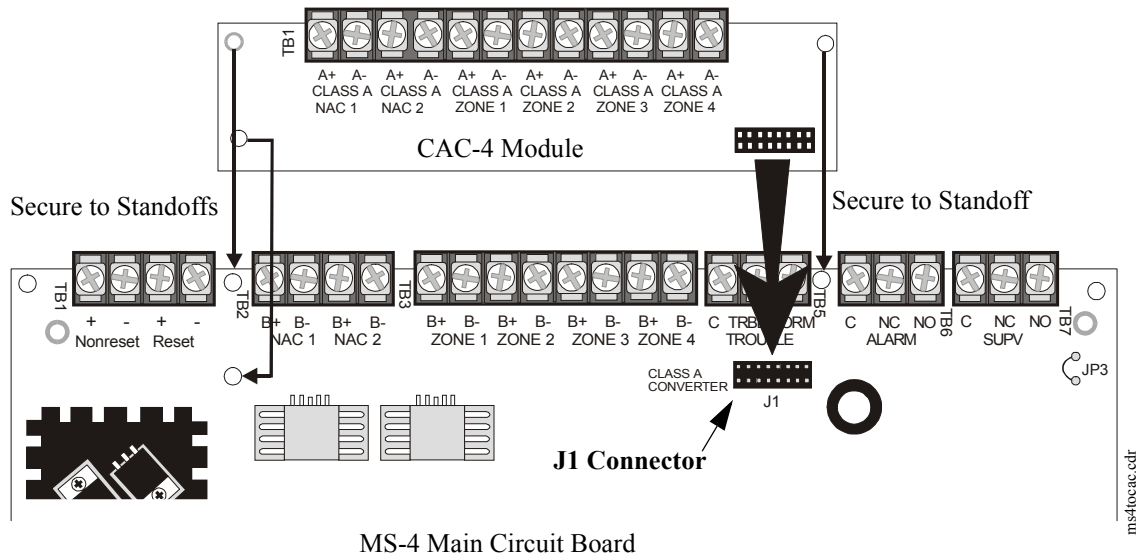 TB1
A+ A- A+ A- A+ A- A+ A- A+ A- A+ A-
CLASS A CLASS A CLASS A CLASS A CLASS A CLASS A
NAC 1 NAC 2 ZONE 1 ZONE 2 ZONE 3 ZONE 4
CAC-4 Module
Secure to Standoffs
Secure to Standoff
TB1
TB2
TB3
TB5
TB6
TB7
+ - + -
Nonreset Reset
B+ B- B+ B-
NAC 1 NAC 2
B+ B- B+ B- B+ B- B+ B-
ZONE 1 ZONE 2 ZONE 3 ZONE 4
C
TROUBLE
C NC NO
ALARM
C NC NO
SUPV
JP3
CLASS A
CONVERTER
J1
J1 Connector
MS-4 Main Circuit Board
ms4tocac.cdr